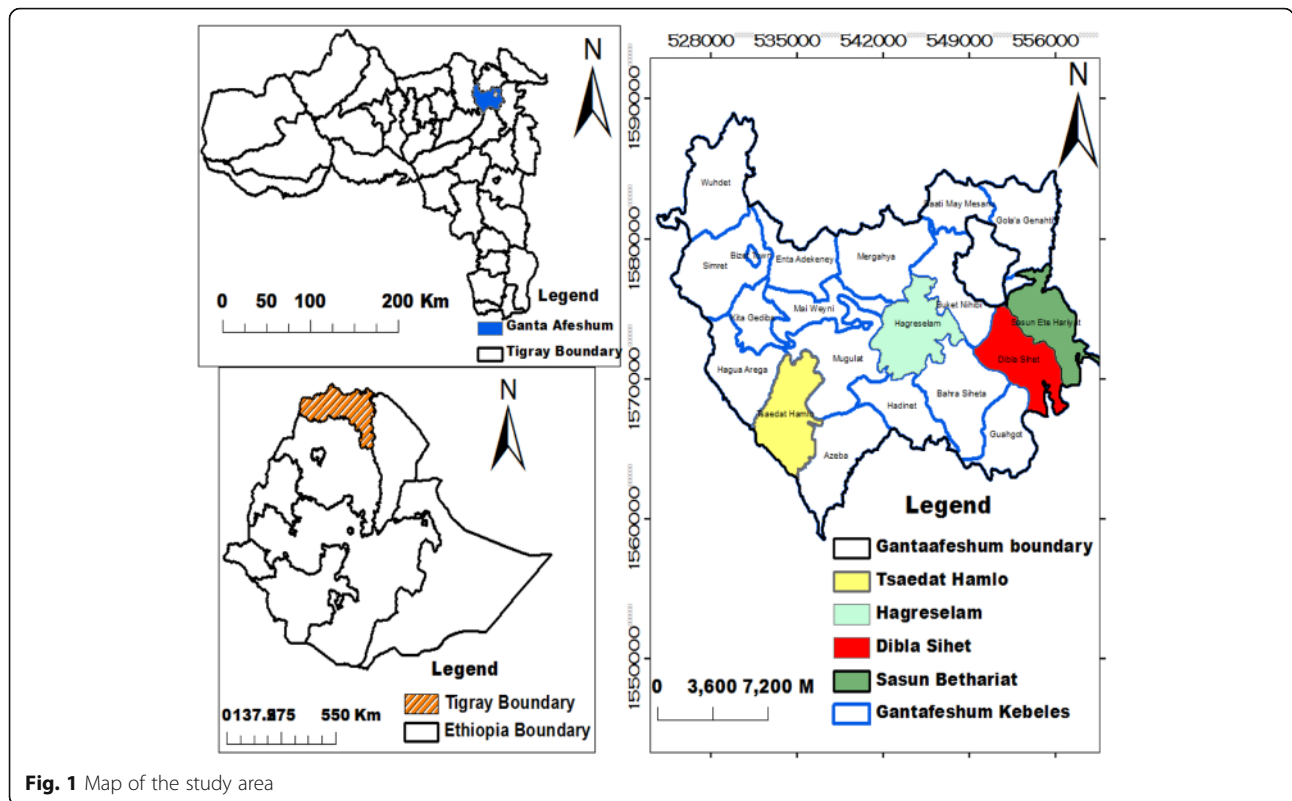 N
0 50 100 200 Km
Legend
Ganta Afeshum
Tigray Boundary
N
Legend
Tigray Boundary
Ethiopia Boundary
550 Km
528000 535000 542000 549000 556000
1590000
1580000
1570000
1560000
1550000
N
Wuhdet
Gola'a Genahti
Simret
Enta Adekeney
Mergahya
Mai Weyni
Buket Nihibi
Sasun Ete Hariyat
Kita Gediba
Hagreselam
Hagua Arega
Mugulat
Dibla Sihet
Tsaedat Hamlo
Hadinet
Bahra Siheta
Guahgot
Azeba
Legend
Gantaafeshum boundary
Tsaedat Hamlo
Hagreselam
Dibla Sihet
Sasun Bethariat
Gantafeshum Kebeles
0 3,600 7,200 M
Fig. 1 Map of the study area